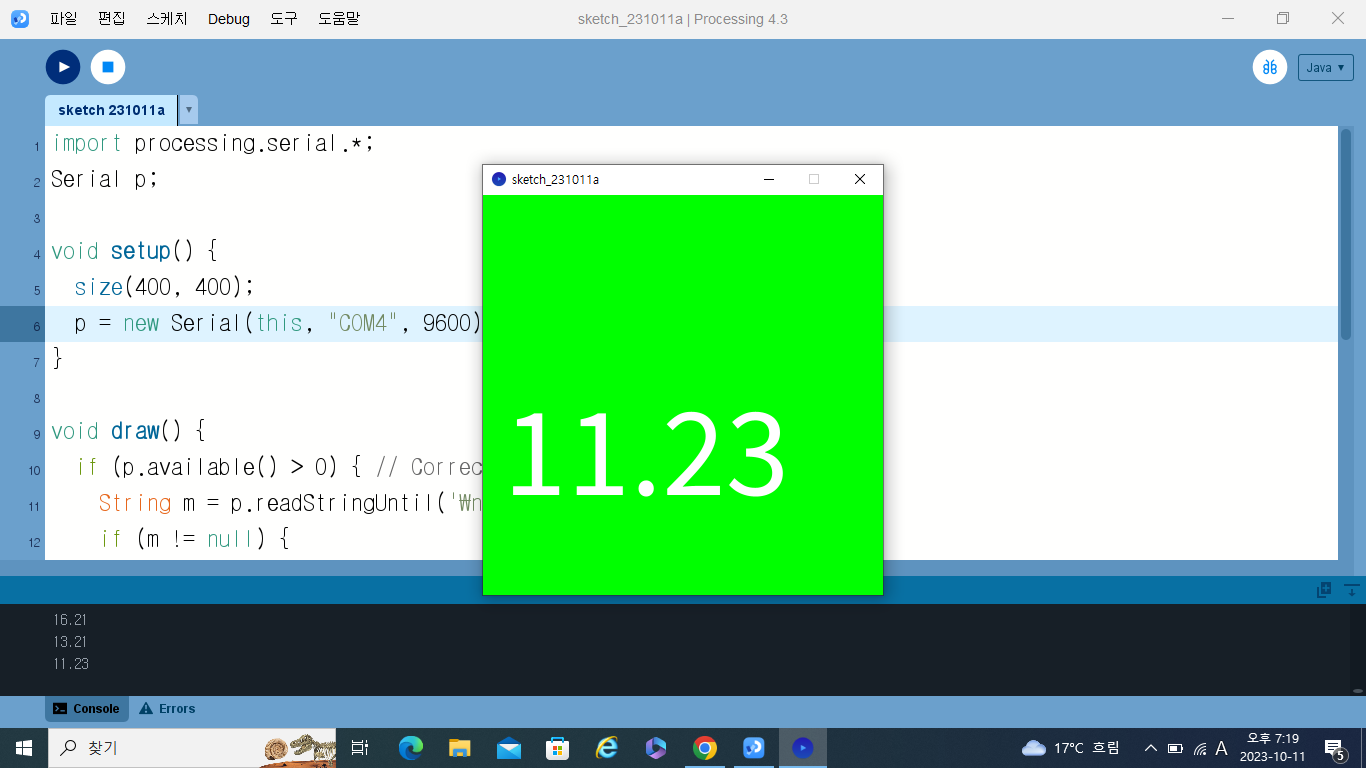 파일 편집 스케치 Debug 도구 도움말 sketch_231011a | Processing 4.3
Java ▾
sketch 231011a ▾
1 import processing.serial.*;
2 Serial p;
3
4 void setup() {
5 size(400, 400);
6 p = new Serial(this, "COM4", 9600)
7 }
8
9 void draw() {
10 if (p.available() > 0) { // Correc
11 String m = p.readStringUntil('₩n
12 if (m != null) {
sketch_231011a
11.23
16.21
13.21
11.23
Console Errors
찾기
17°C 흐림
A
오후 7:19
2023-10-11
5